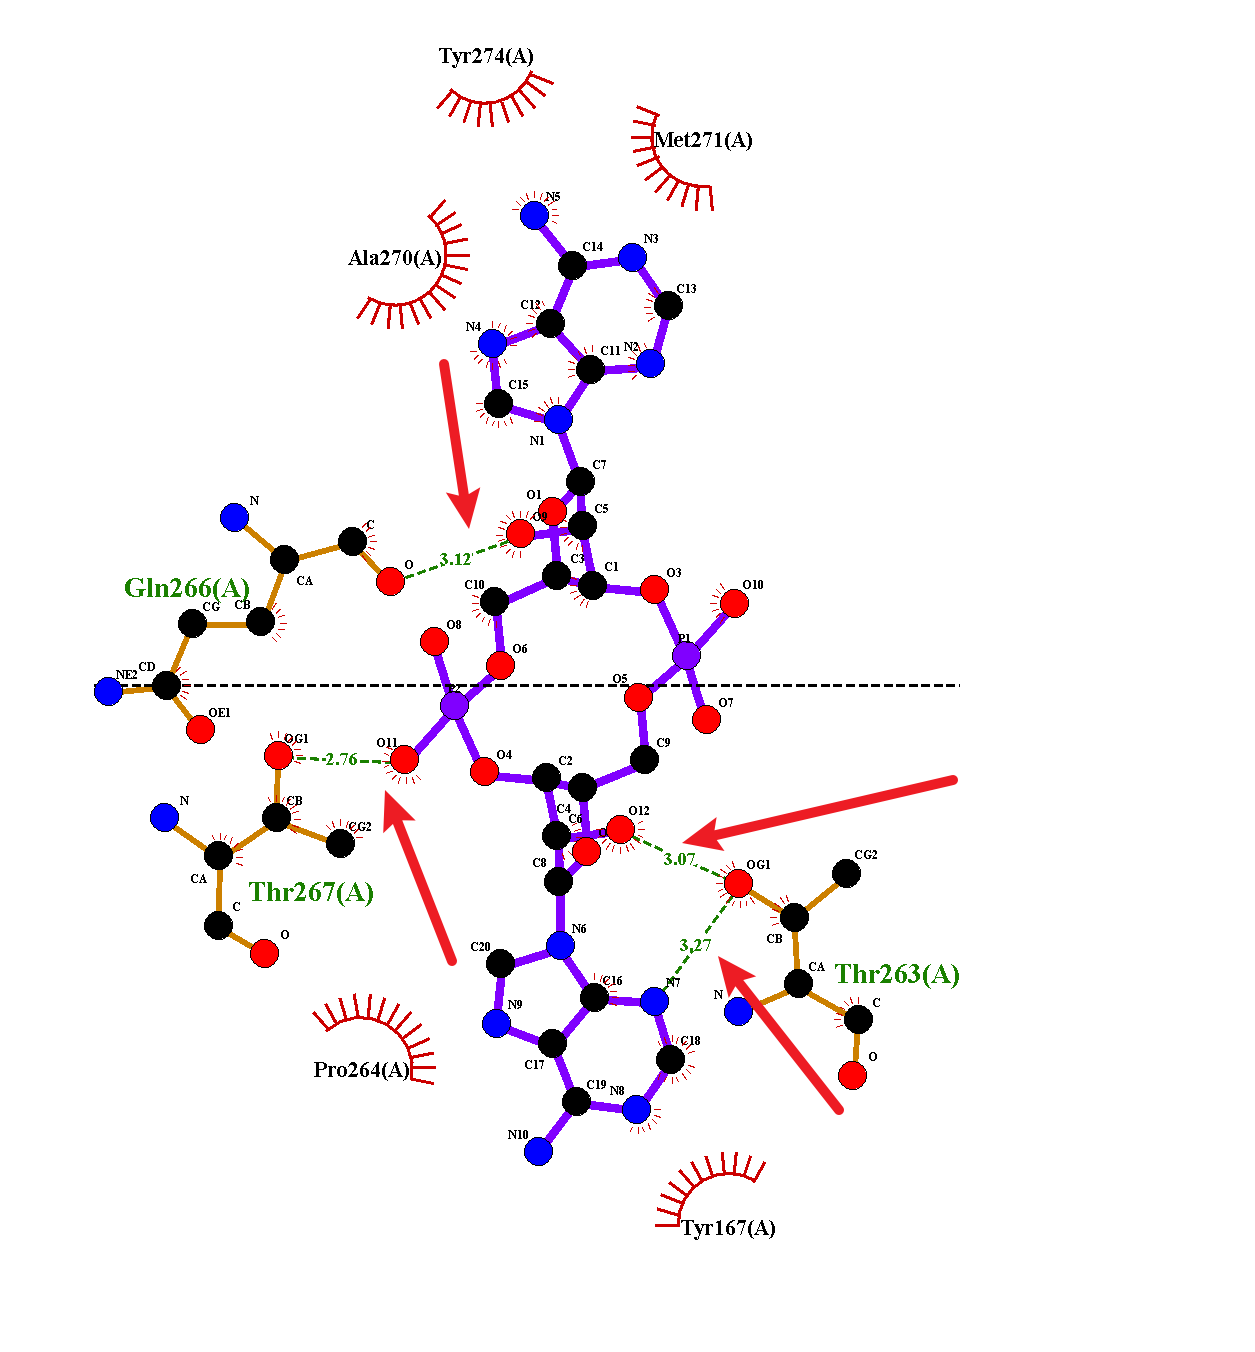 Tyr274(A)
Met271(A)
N5
N3
C14
Ala270(A)
C13
C12
N4
C11
N2
C15
N1
C7
O1
N
O9
C5
C
3.12
O
C3
C1
O3
CA
C10
O10
Gln266(A)
CG
CB
O8
O6
P1
CD
NE2
O5
P2
O7
OE1
OG1
O11
C9
2.76
O4
C2
N
CB
C4
C6
O12
CG2
C8
3.07
OG1
CG2
CA
Thr267(A)
C
N6
CB
O
C20
3.27
CA
Thr263(A)
C16
N7
N
C
N9
C18
O
C17
Pro264(A)
C19
N8
N10
Tyr167(A)